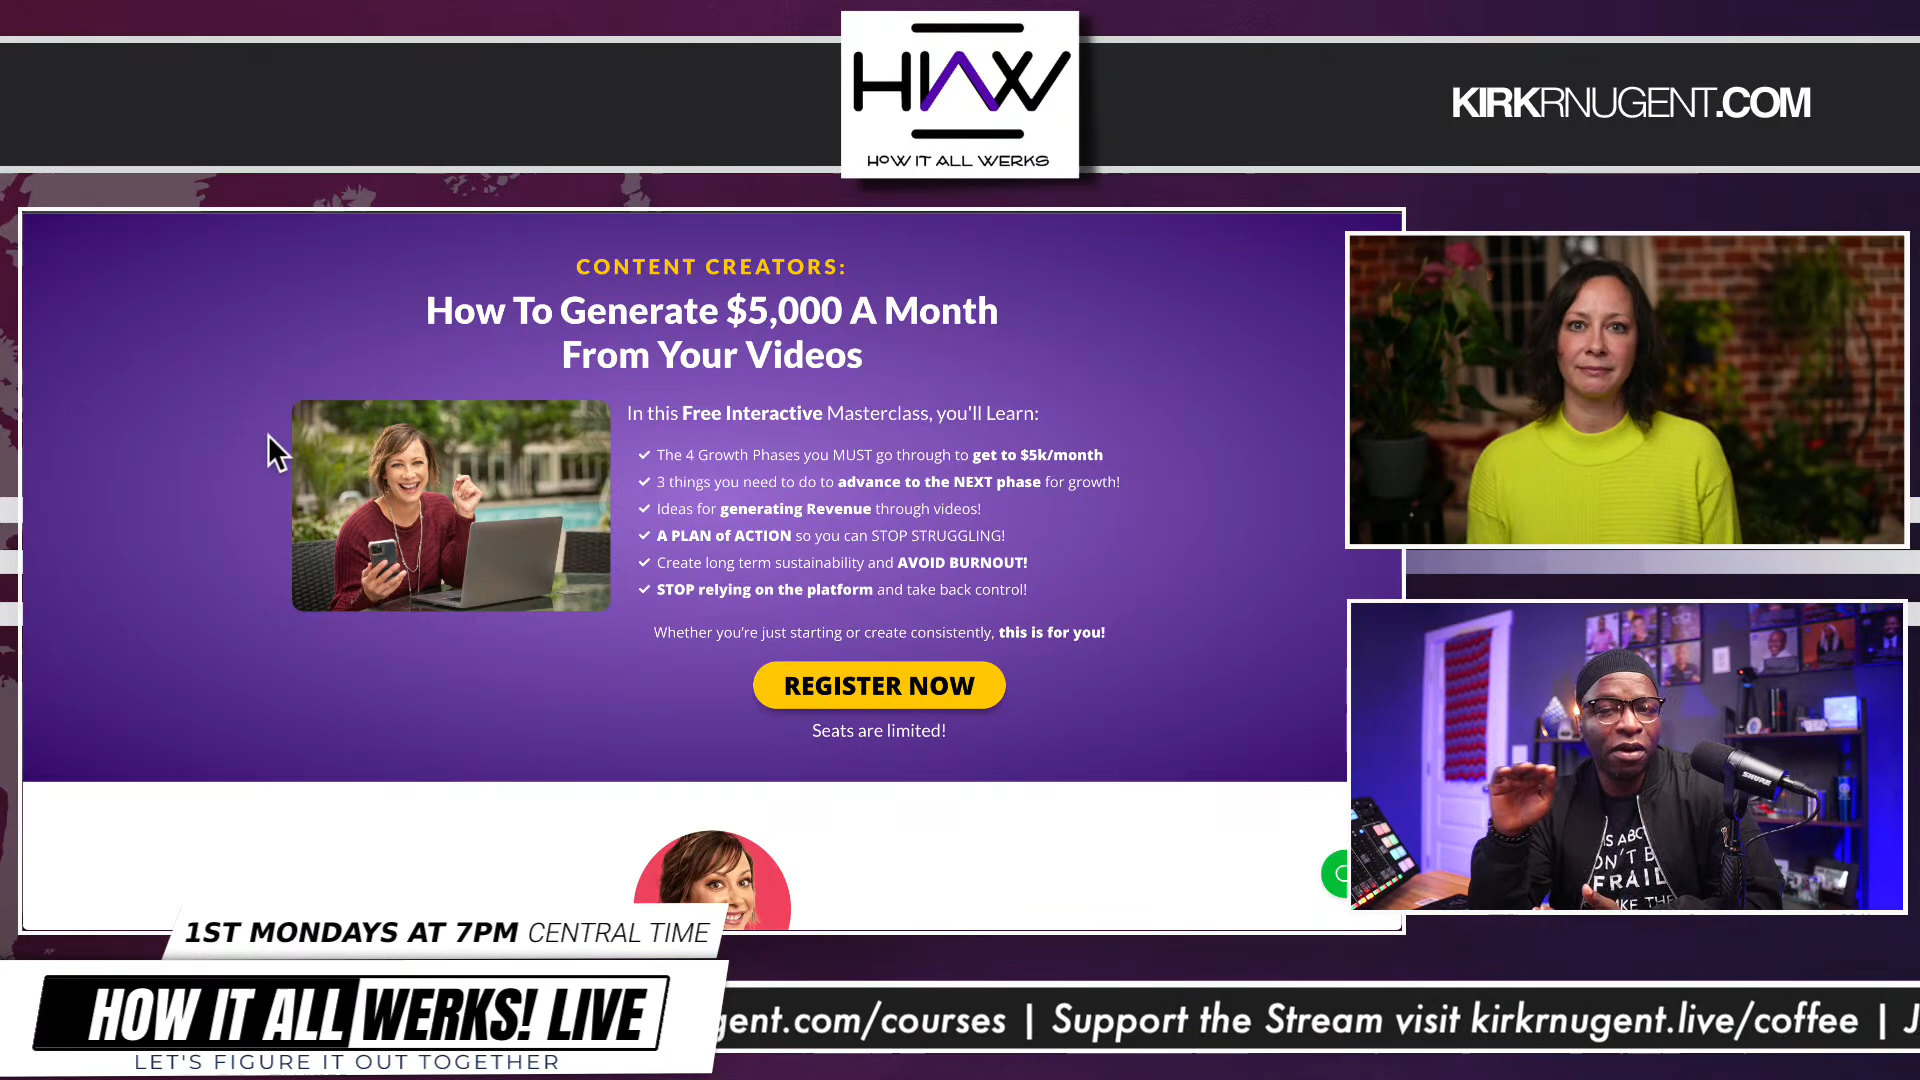 HIAW
HOW IT ALL WERKS
KIRKRNUGENT.COM
CONTENT CREATORS:
How To Generate $5,000 A Month
From Your Videos
In this Free Interactive Masterclass, you'll Learn:
The 4 Growth Phases you MUST go through to get to $5k/month
3 things you need to do to advance to the NEXT phase for growth!
Ideas for generating Revenue through videos!
A PLAN of ACTION so you can STOP STRUGGLING!
Create long term sustainability and AVOID BURNOUT!
STOP relying on the platform and take back control!
Whether you're just starting or create consistently, this is for you!
REGISTER NOW
Seats are limited!
SHURE
1ST MONDAYS AT 7PM CENTRAL TIME
HOW IT ALL WERKS! LIVE
LET'S FIGURE IT OUT TOGETHER
gent.com/courses | Support the Stream visit kirkrnugent.live/coffee | J